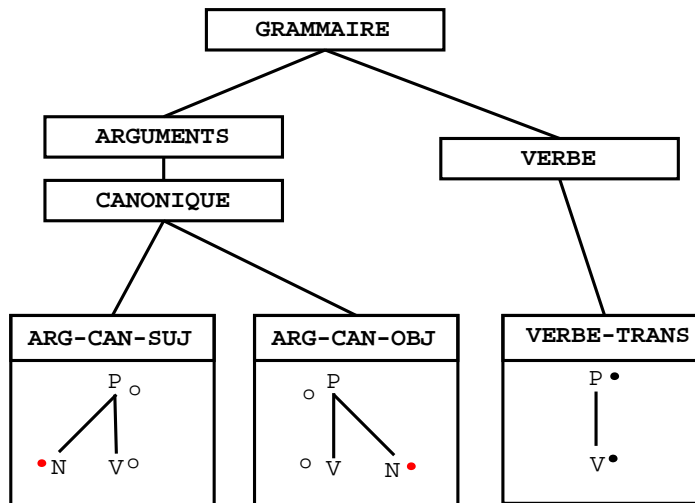 GRAMMAIRE
ARGUMENTS
VERBE
CANONIQUE
ARG-CAN-SUJ
ARG-CAN-OBJ
VERBE-TRANS
P
P
P
N V
V N
V